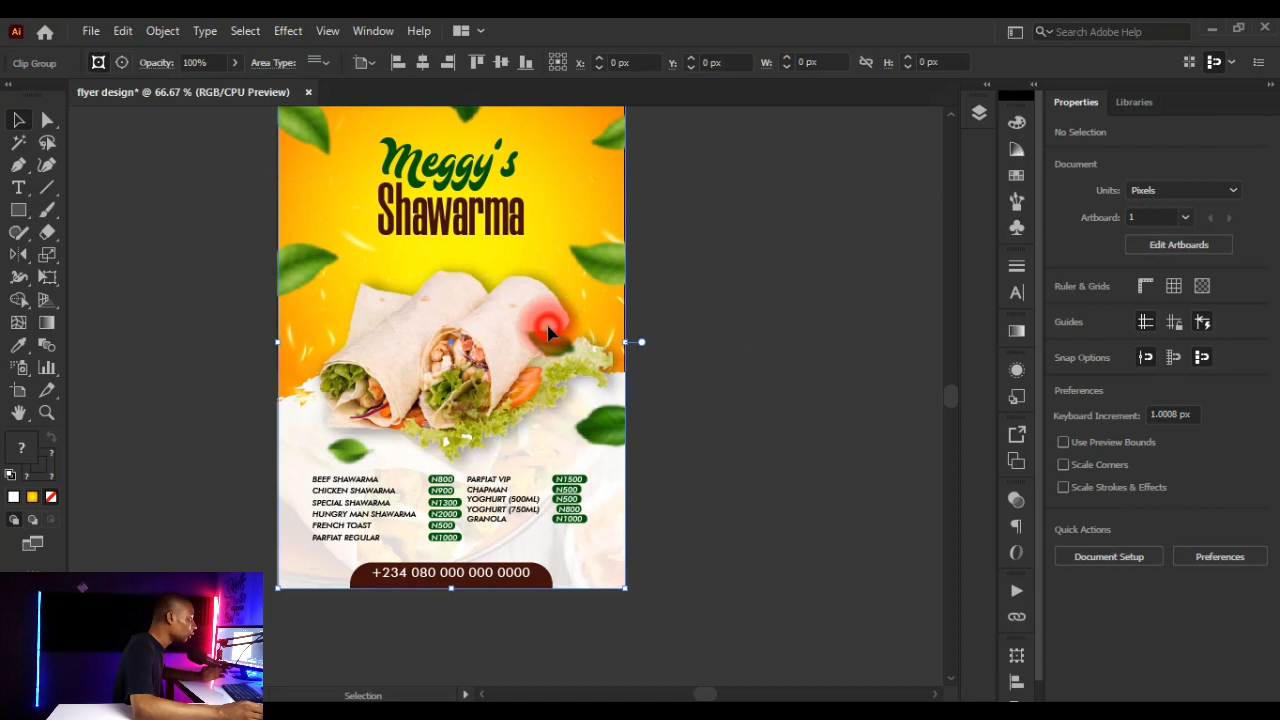 Ai File Edit Object Type Select Effect View Window Help Search Adobe Help
Clip Group Opacity: 100% Area Type: X: 0 px Y: 0 px W: 0 px H: 0 px
flyer design* @ 66.67 % (RGB/CPU Preview) ×
Meggy's
Shawarma
BEEF SHAWARMA N800 PARFIAT VIP N1500
CHICKEN SHAWARMA N900 CHAPMAN N500
SPECIAL SHAWARMA N1300 YOGHURT (500ML) N500
HUNGRY MAN SHAWARMA N2000 YOGHURT (750ML) N800
FRENCH TOAST N500 GRANOLA N1000
PARFIAT REGULAR N1000
+234 080 000 000 0000
Selection
Properties Libraries
No Selection
Document
Units: Pixels
Artboard: 1
Edit Artboards
Ruler & Grids
Guides
Snap Options
Preferences
Keyboard Increment: 1.0008 px
Use Preview Bounds
Scale Corners
Scale Strokes & Effects
Quick Actions
Document Setup Preferences